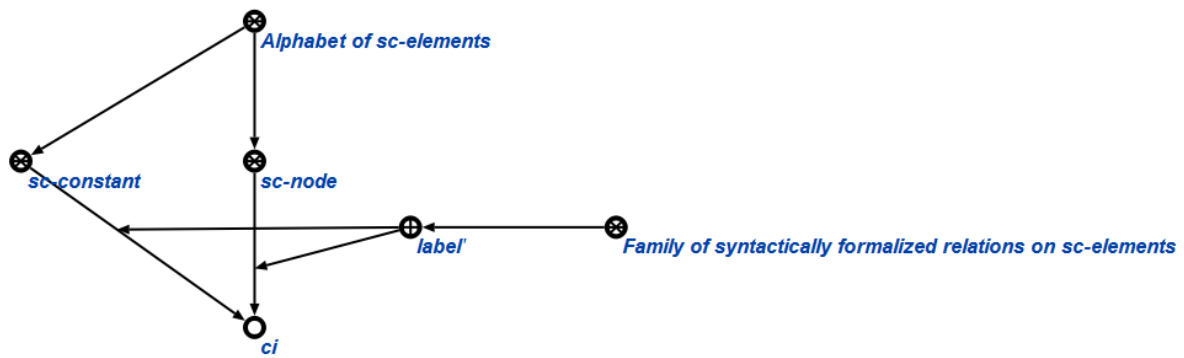 Alphabet of sc-elements
sc-constant
sc-node
label'
Family of syntactically formalized relations on sc-elements
ci